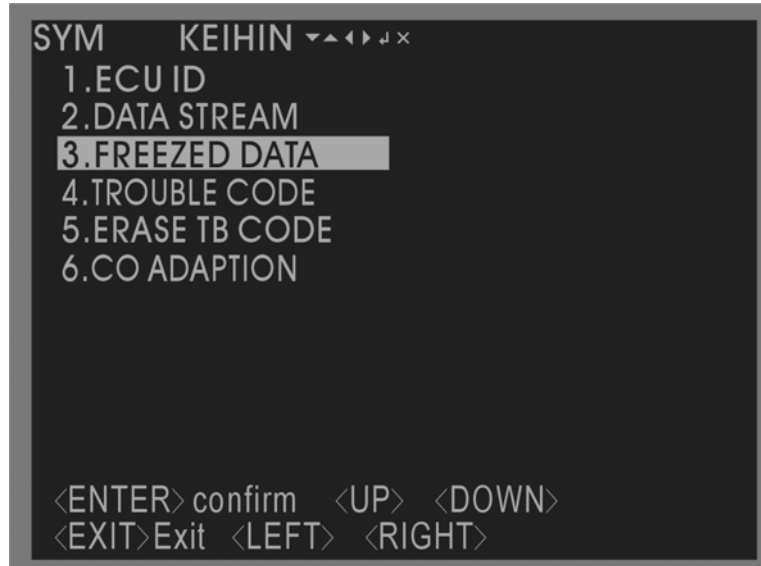 SYM KEIHIN ▼▲◀▶↲×
1.ECU ID
2.DATA STREAM
3.FREEZED DATA
4.TROUBLE CODE
5.ERASE TB CODE
6.CO ADAPTION
<ENTER> confirm <UP> <DOWN>
<EXIT>Exit <LEFT> <RIGHT>